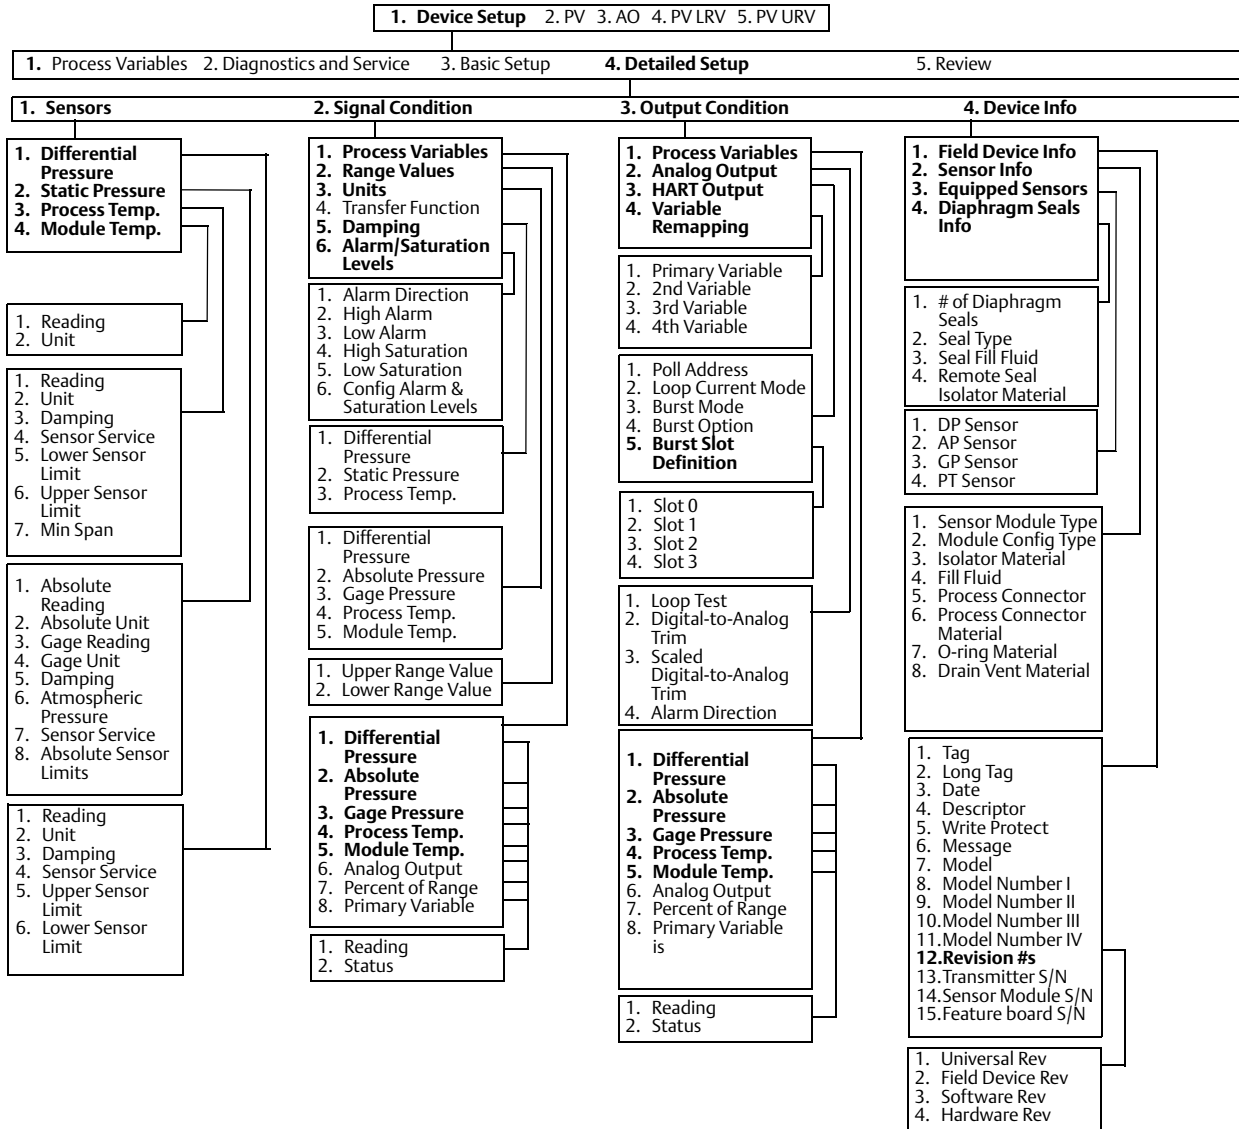 1. Device Setup 2. PV 3. AO 4. PV LRV 5. PV URV
1. Process Variables 2. Diagnostics and Service 3. Basic Setup 4. Detailed Setup 5. Review
1. Sensors 2. Signal Condition 3. Output Condition 4. Device Info
1. Differential
Pressure
2. Static Pressure
3. Process Temp.
4. Module Temp.
1. Reading
2. Unit
1. Reading
2. Unit
3. Damping
4. Sensor Service
5. Lower Sensor
Limit
6. Upper Sensor
Limit
7. Min Span
1. Absolute
Reading
2. Absolute Unit
3. Gage Reading
4. Gage Unit
5. Damping
6. Atmospheric
Pressure
7. Sensor Service
8. Absolute Sensor
Limits
1. Reading
2. Unit
3. Damping
4. Sensor Service
5. Upper Sensor
Limit
6. Lower Sensor
Limit
1. Process Variables
2. Range Values
3. Units
4. Transfer Function
5. Damping
6. Alarm/Saturation
Levels
1. Alarm Direction
2. High Alarm
3. Low Alarm
4. High Saturation
5. Low Saturation
6. Config Alarm &
Saturation Levels
1. Differential
Pressure
2. Static Pressure
3. Process Temp.
1. Differential
Pressure
2. Absolute Pressure
3. Gage Pressure
4. Process Temp.
5. Module Temp.
1. Upper Range Value
2. Lower Range Value
1. Differential
Pressure
2. Absolute
Pressure
3. Gage Pressure
4. Process Temp.
5. Module Temp.
6. Analog Output
7. Percent of Range
8. Primary Variable
1. Reading
2. Status
1. Process Variables
2. Analog Output
3. HART Output
4. Variable
Remapping
1. Primary Variable
2. 2nd Variable
3. 3rd Variable
4. 4th Variable
1. Poll Address
2. Loop Current Mode
3. Burst Mode
4. Burst Option
5. Burst Slot
Definition
1. Slot 0
2. Slot 1
3. Slot 2
4. Slot 3
1. Loop Test
2. Digital-to-Analog
Trim
3. Scaled
Digital-to-Analog
Trim
4. Alarm Direction
1. Differential
Pressure
2. Absolute
Pressure
3. Gage Pressure
4. Process Temp.
5. Module Temp.
6. Analog Output
7. Percent of Range
8. Primary Variable
is
1. Reading
2. Status
1. Field Device Info
2. Sensor Info
3. Equipped Sensors
4. Diaphragm Seals
Info
1. # of Diaphragm
Seals
2. Seal Type
3. Seal Fill Fluid
4. Remote Seal
Isolator Material
1. DP Sensor
2. AP Sensor
3. GP Sensor
4. PT Sensor
1. Sensor Module Type
2. Module Config Type
3. Isolator Material
4. Fill Fluid
5. Process Connector
6. Process Connector
Material
7. O-ring Material
8. Drain Vent Material
1. Tag
2. Long Tag
3. Date
4. Descriptor
5. Write Protect
6. Message
7. Model
8. Model Number I
9. Model Number II
10.Model Number III
11.Model Number IV
12.Revision #s
13.Transmitter S/N
14.Sensor Module S/N
15.Feature board S/N
1. Universal Rev
2. Field Device Rev
3. Software Rev
4. Hardware Rev